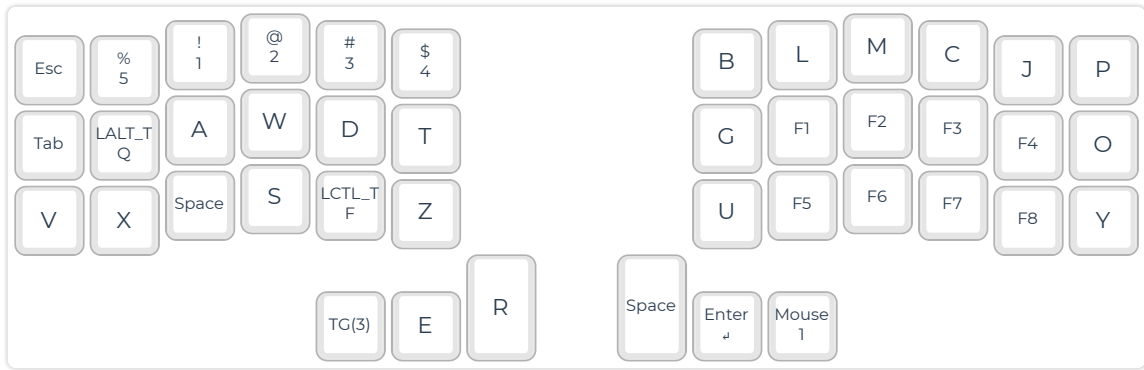 Esc
%
5
!
1
@
2
#
3
$
4
B
L
M
C
J
P
Tab
LALT_T
Q
A
W
D
T
G
F1
F2
F3
F4
O
V
X
Space
S
LCTL_T
F
Z
U
F5
F6
F7
F8
Y
TG(3)
E
R
Space
Enter
↲
Mouse
1